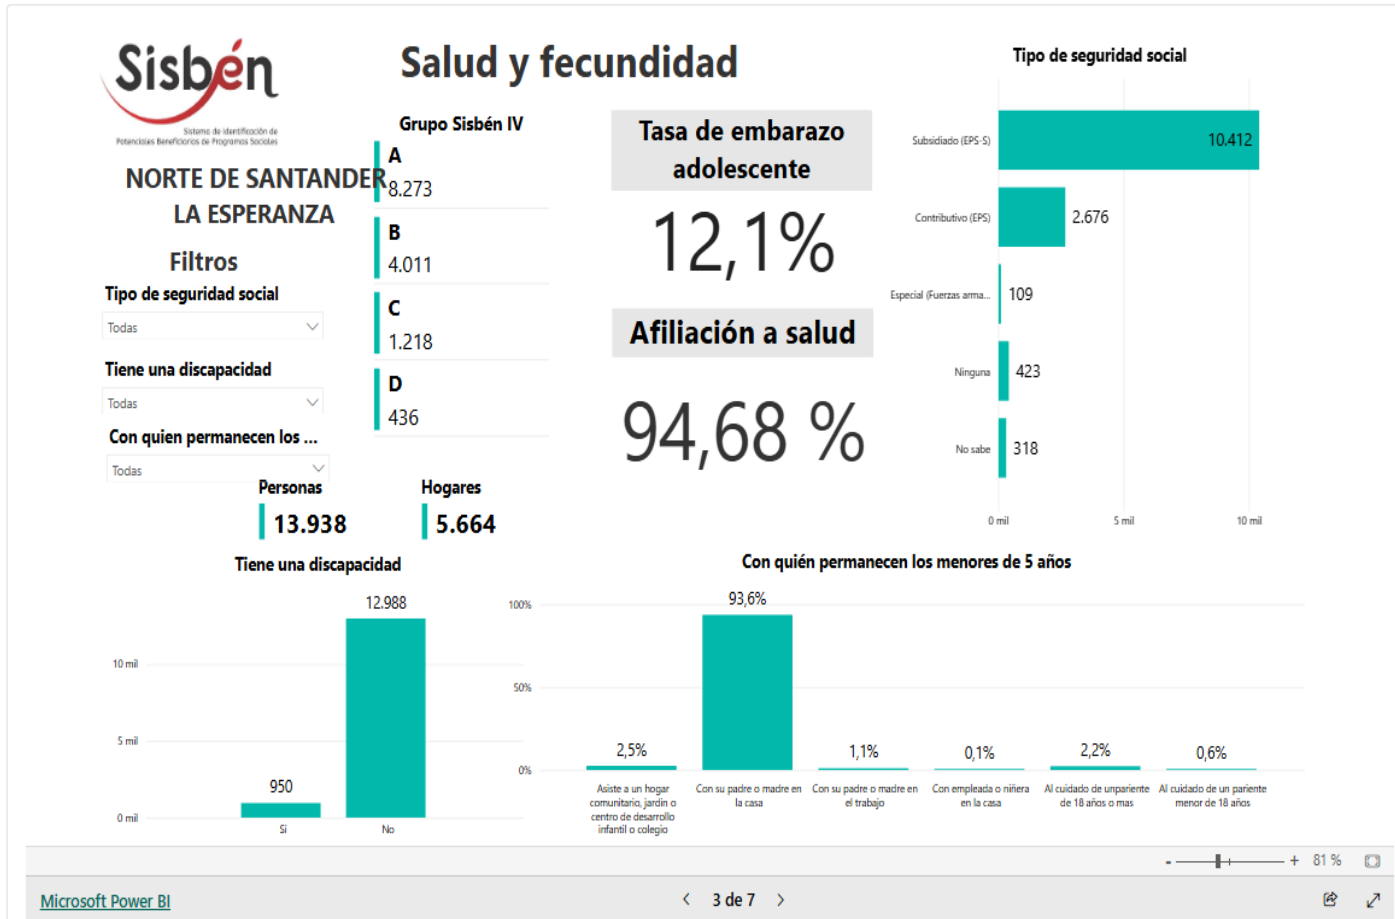 Sisbén
Sistema de Identificación de
Potenciales Beneficiarios de Programas Sociales
NORTE DE SANTANDER
LA ESPERANZA
Filtros
Tipo de seguridad social
Todas
Tiene una discapacidad
Todas
Con quien permanecen los ...
Todas
Salud y fecundidad
Grupo Sisbén IV
A
8.273
B
4.011
C
1.218
D
436
Personas
13.938
Hogares
5.664
Tasa de embarazo
adolescente
12,1%
Afiliación a salud
94,68 %
Tipo de seguridad social
Subsidiado (EPS-S)
10.412
Contributivo (EPS)
2.676
Especial (Fuerzas arma...
109
Ninguna
423
No sabe
318
0 mil
5 mil
10 mil
Tiene una discapacidad
10 mil
5 mil
0 mil
950
12.988
Si
No
Con quién permanecen los menores de 5 años
100%
50%
0%
2,5%
93,6%
1,1%
0,1%
2,2%
0,6%
Asiste a un hogar
comunitario, jardin o
centro de desarrollo
infantil o colegio
Con su padre o madre en
la casa
Con su padre o madre en
el trabajo
Con empleada o niñera
en la casa
Al cuidado de unpariente
de 18 años o mas
Al cuidado de un pariente
menor de 18 años
- + 81 %
Microsoft Power BI
3 de 7